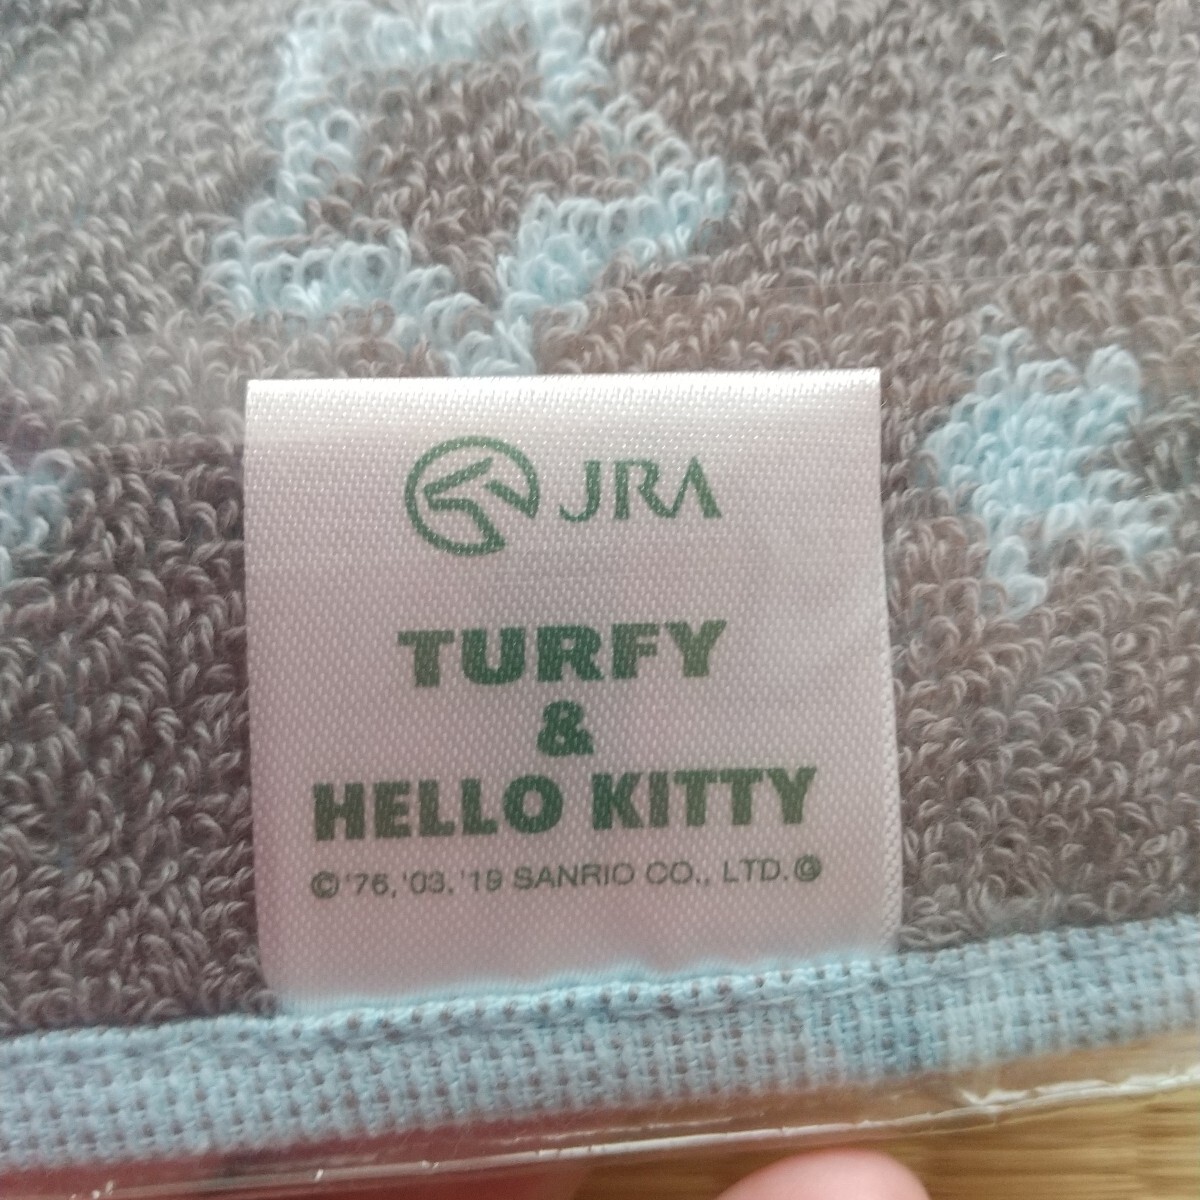 JRA
TURFY
&
HELLO KITTY
© '76, '03, '19 SANRIO CO., LTD. Ⓖ